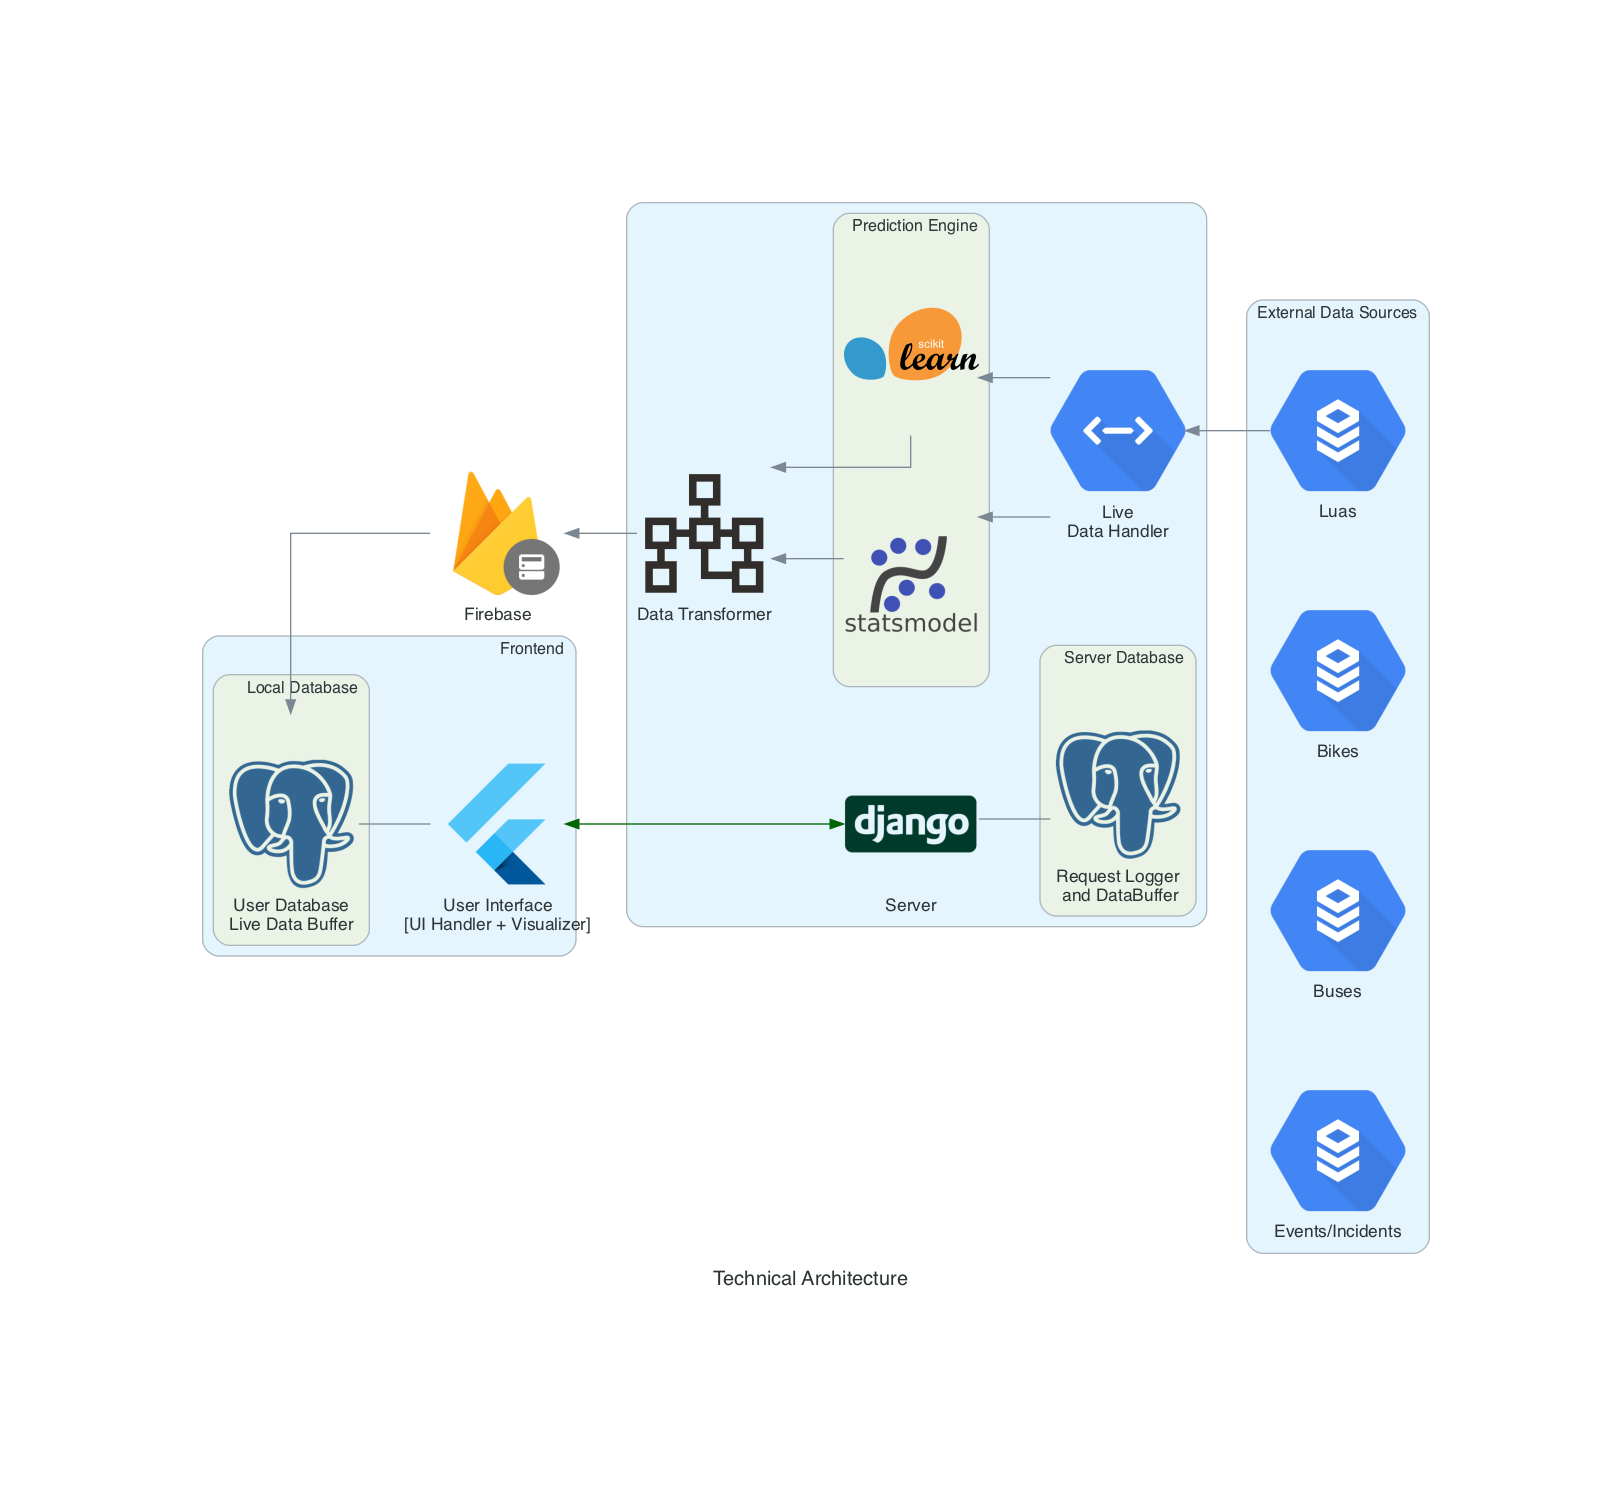 Prediction Engine
External Data Sources
scikit
learn
Live
Data Handler
Luas
Firebase
Data Transformer
statsmodel
Frontend
Server Database
Local Database
Bikes
django
User Database
Live Data Buffer
User Interface
[UI Handler + Visualizer]
Server
Request Logger
and DataBuffer
Buses
Events/Incidents
Technical Architecture